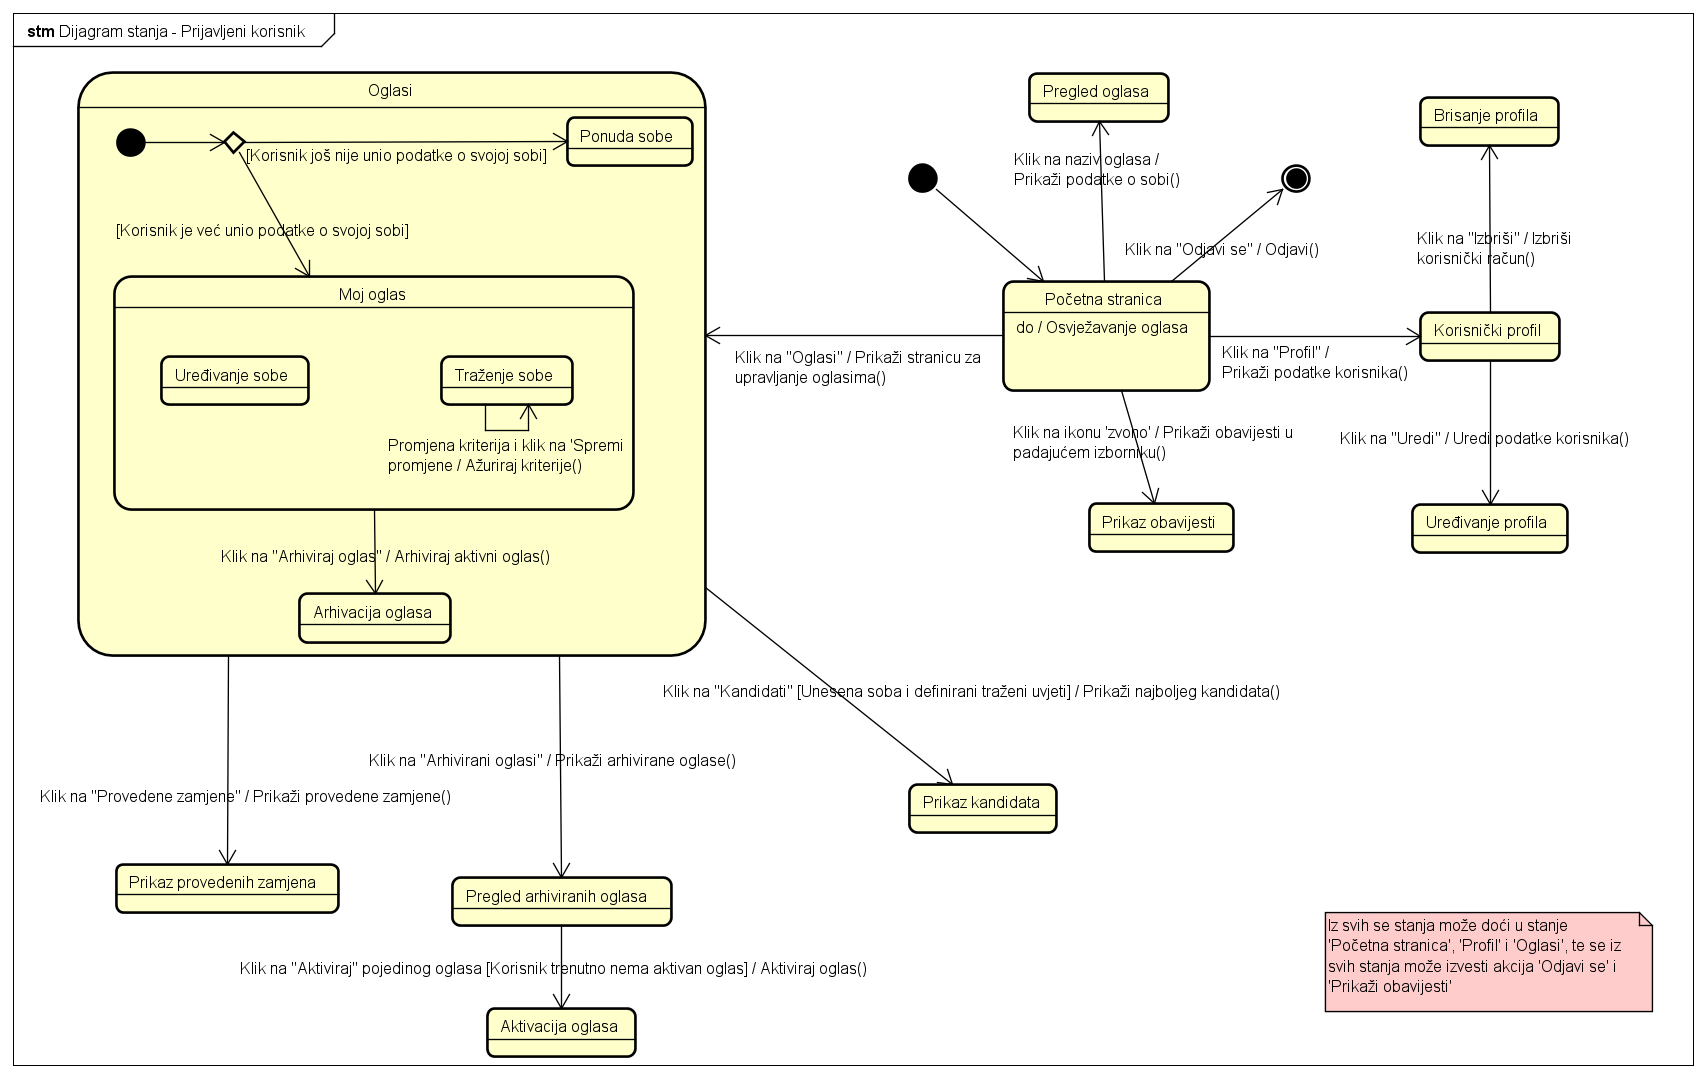 stm Dijagram stanja - Prijavljeni korisnik
Oglasi
Ponuda sobe
[Korisnik još nije unio podatke o svojoj sobi]
[Korisnik je već unio podatke o svojoj sobi]
Moj oglas
Uređivanje sobe
Traženje sobe
Promjena kriterija i klik na 'Spremi
promjene / Ažuriraj kriterije()
Klik na "Arhiviraj oglas" / Arhiviraj aktivni oglas()
Arhivacija oglasa
Pregled oglasa
Klik na naziv oglasa /
Prikaži podatke o sobi()
Klik na "Odjavi se" / Odjavi()
Početna stranica
do / Osvježavanje oglasa
Klik na "Oglasi" / Prikaži stranicu za
upravljanje oglasima()
Klik na "Profil" /
Prikaži podatke korisnika()
Brisanje profila
Klik na "Izbriši" / Izbriši
korisnički račun()
Korisnički profil
Klik na ikonu 'zvono' / Prikaži obavijesti u
padajućem izborniku()
Klik na "Uredi" / Uredi podatke korisnika()
Prikaz obavijesti
Uređivanje profila
Klik na "Kandidati" [Unesena soba i definirani traženi uvjeti] / Prikaži najboljeg kandidata()
Klik na "Arhivirani oglasi" / Prikaži arhivirane oglase()
Klik na "Provedene zamjene" / Prikaži provedene zamjene()
Prikaz kandidata
Prikaz provedenih zamjena
Pregled arhiviranih oglasa
Klik na "Aktiviraj" pojedinog oglasa [Korisnik trenutno nema aktivan oglas] / Aktiviraj oglas()
Aktivacija oglasa
Iz svih se stanja može doći u stanje
'Početna stranica', 'Profil' i 'Oglasi', te se iz
svih stanja može izvesti akcija 'Odjavi se' i
'Prikaži obavijesti'